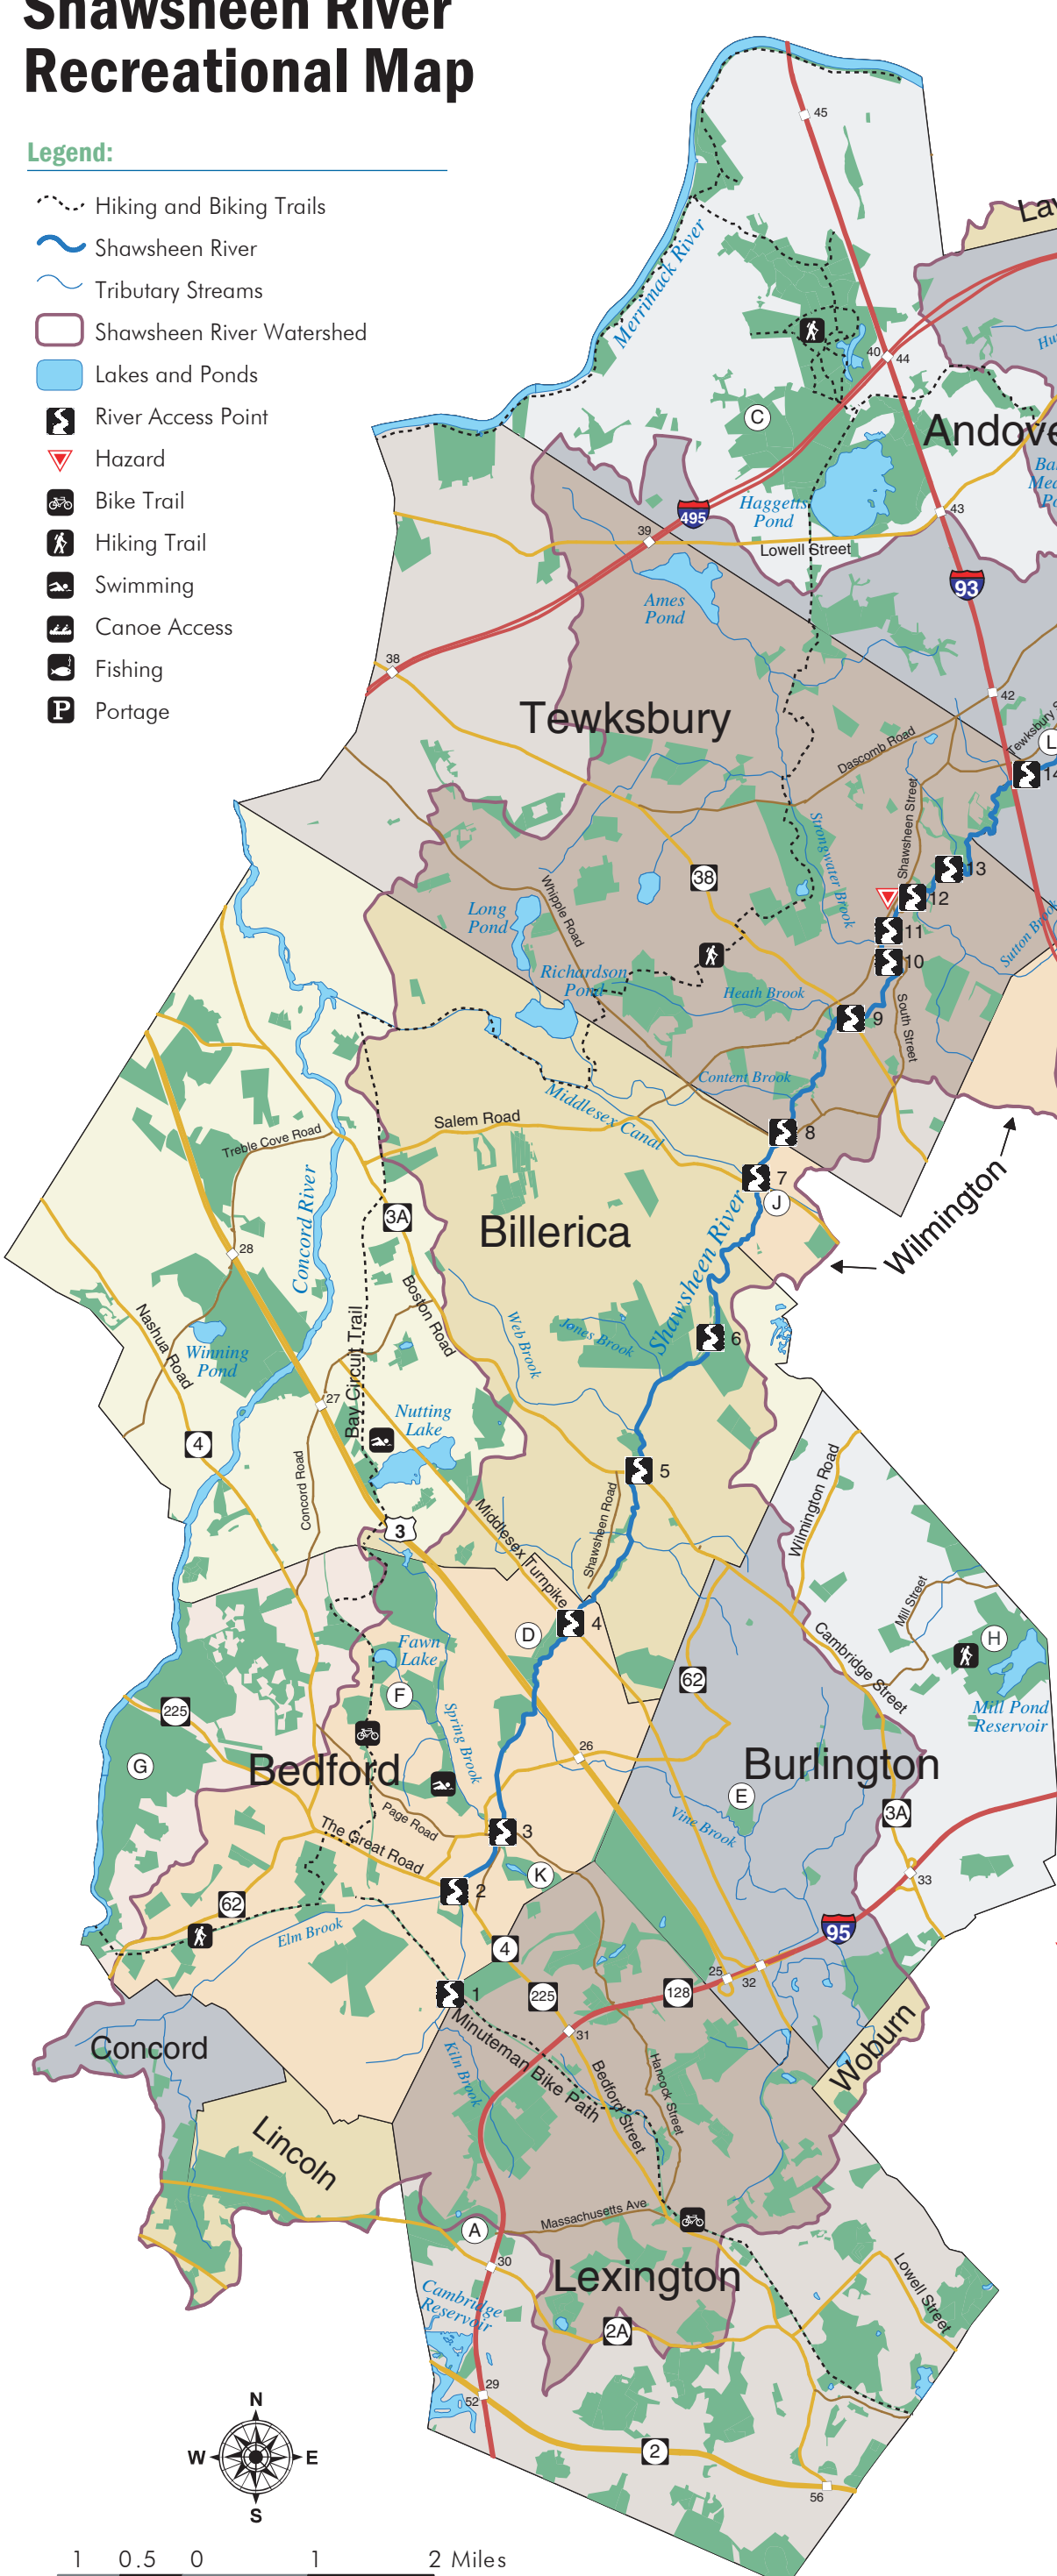 Shawsheen River
Recreational Map
Legend:
Hiking and Biking Trails
Shawsheen River
Tributary Streams
Shawsheen River Watershed
Lakes and Ponds
River Access Point
Hazard
Bike Trail
Hiking Trail
Swimming
Canoe Access
Fishing
P Portage
45
Merrimack River
40
44
C
Andove
Haggetts
Pond
43
495
39
Lowell Street
93
Ames
Pond
38
42
Tewksbury
Dascomb Road
L
14
Shawsheen Street
Strongwater Brook
13
38
12
Whipple Road
Long
Pond
11
10
Sutton Brook
Richardson
Pond
Heath Brook
9
South Street
Content Brook
Middlesex Canal
Salem Road
8
Treble Cove Road
7
J
Wilmington
Concord River
3A
Billerica
28
Shawsheen River
Boston Road
Nashua Road
Bay Circuit Trail
Web Brook
Jones Brook
6
Winning
Pond
27
Nutting
Lake
4
5
Concord Road
Wilmington Road
3
Middlesex Turnpike
Shawsheen Road
Mill Street
4
D
Cambridge Street
H
Fawn
Lake
F
62
Mill Pond
Reservoir
225
Spring Brook
G
Bedford
26
Burlington
E
Page Road
3A
Vine Brook
The Great Road
3
K
33
62
2
Elm Brook
4
95
25
32
1
225
128
31
Concord
Minuteman Bike Path
Woburn
Kiln Brook
Bedford Street
Hancock Street
Lincoln
Massachusetts Ave
A
30
Lexington
Lowell Street
Cambridge
Reservoir
2A
29
52
N
W
E
S
2
56
1 0.5 0 1 2 Miles